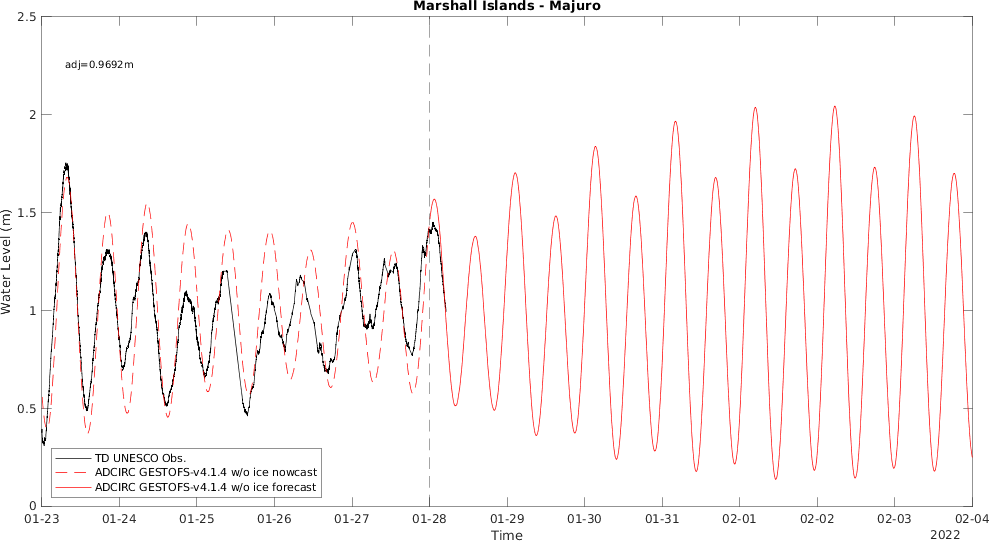 Marshall Islands - Majuro
adj=0.9692m
Water Level (m)
2.5
2
1.5
1
0.5
0
TD UNESCO Obs.
ADCIRC GESTOFS-v4.1.4 w/o ice nowcast
ADCIRC GESTOFS-v4.1.4 w/o ice forecast
01-23 01-24 01-25 01-26 01-27 01-28 01-29 01-30 01-31 02-01 02-02 02-03 02-04
Time
2022